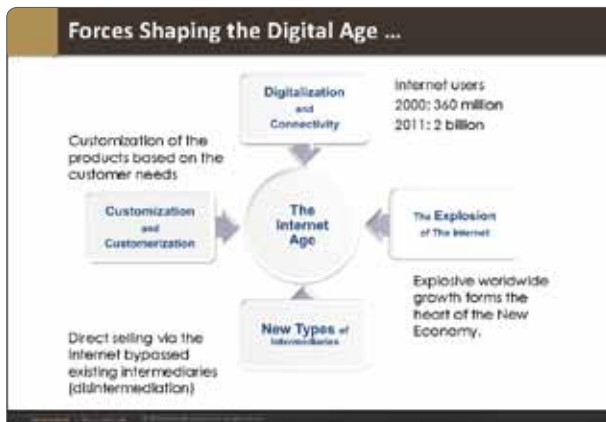 Forces Shaping the Digital Age ...
Digitalization
and
Connectivity
Internet users
2000: 360 million
2011: 2 billion
Customization of the
products based on the
customer needs
Customization
and
Customerization
The
Internet
Age
The Explosion
of The Internet
Explosive worldwide
growth forms the
heart of the New
Economy.
New Types of
Intermediaries
Direct selling via the
Internet bypassed
existing intermediaries
(disintermediation)